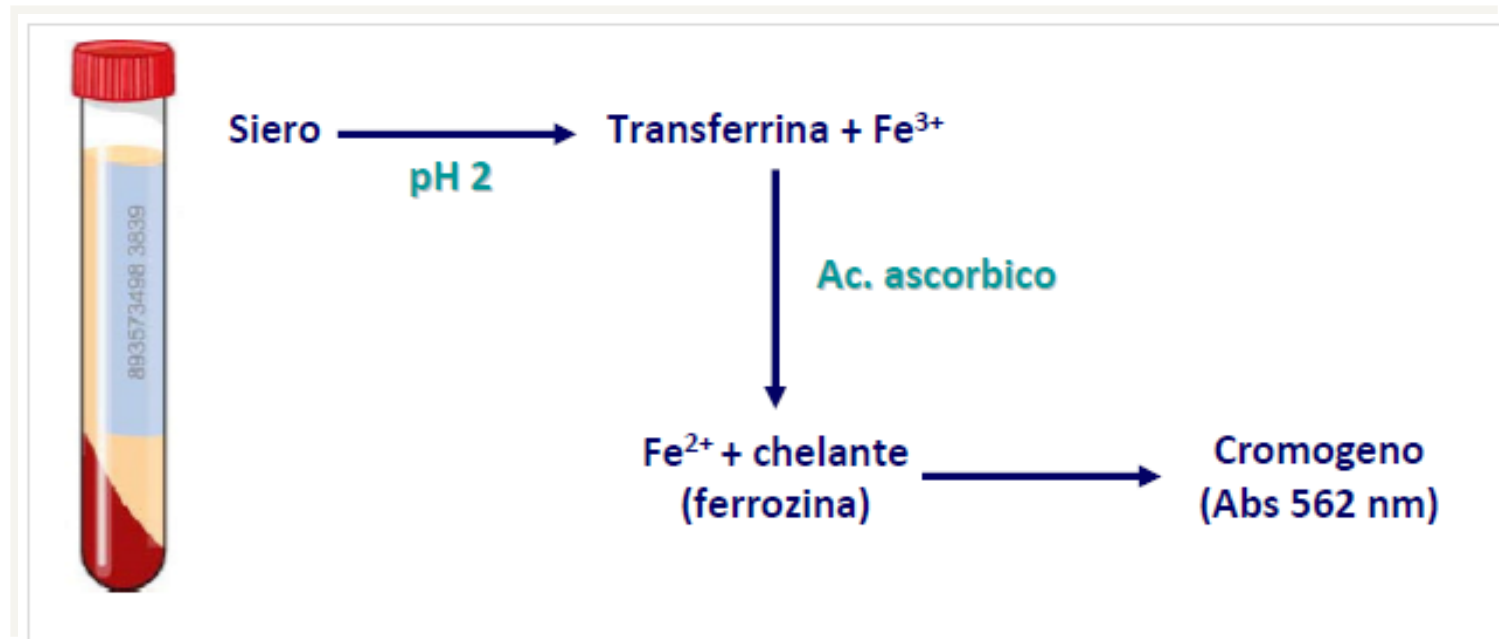 Siero
pH 2
Transferrina + Fe³⁺
Ac. ascorbico
Fe²⁺ + chelante
(ferrozina)
Cromogeno
(Abs 562 nm)
893573498 3839